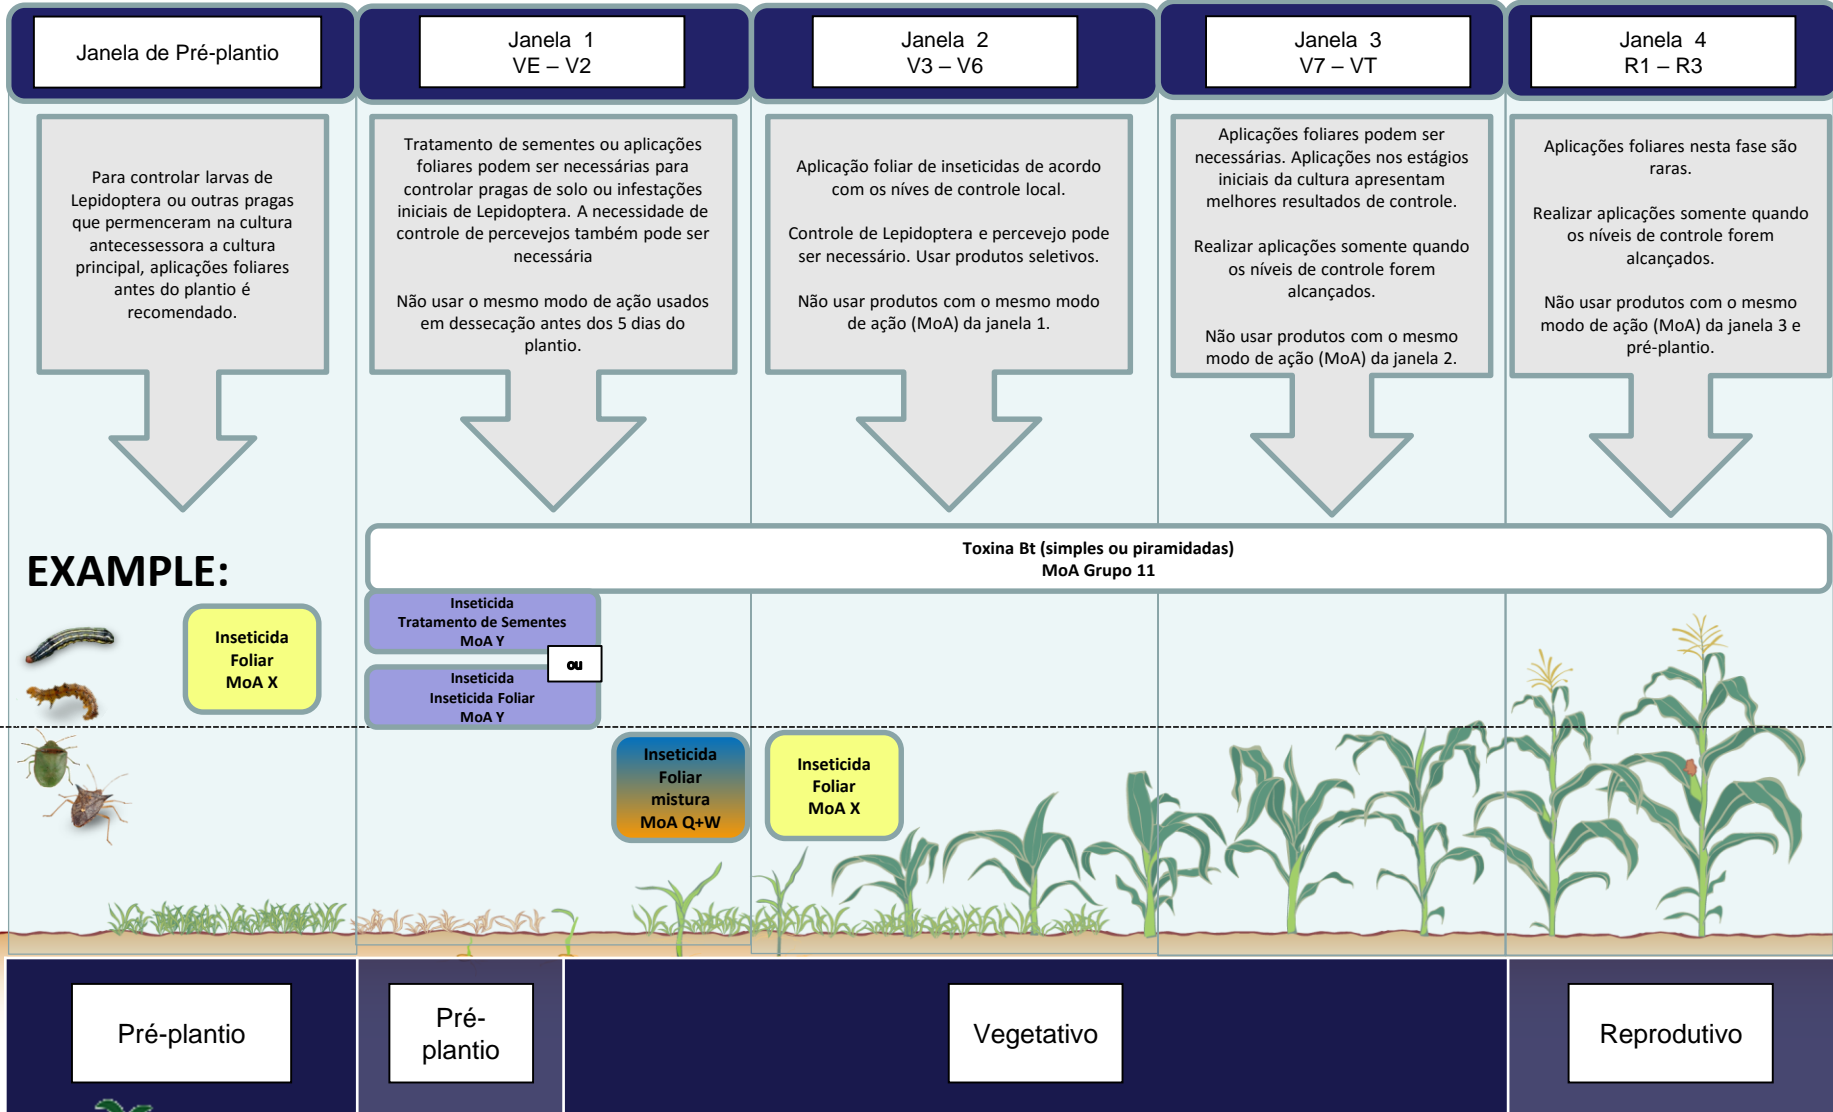 Janela de Pré-plantio
Janela 1
VE – V2
Janela 2
V3 – V6
Janela 3
V7 – VT
Janela 4
R1 – R3
Para controlar larvas de
Lepidoptera ou outras pragas
que permenceram na cultura
antecessessora a cultura
principal, aplicações foliares
antes do plantio é
recomendado.
Tratamento de sementes ou aplicações
foliares podem ser necessárias para
controlar pragas de solo ou infestações
iniciais de Lepidoptera. A necessidade de
controle de percevejos também pode ser
necessária
Não usar o mesmo modo de ação usados
em dessecação antes dos 5 dias do
plantio.
Aplicação foliar de inseticidas de acordo
com os níves de controle local.
Controle de Lepidoptera e percevejo pode
ser necessário. Usar produtos seletivos.
Não usar produtos com o mesmo modo
de ação (MoA) da janela 1.
Aplicações foliares podem ser
necessárias. Aplicações nos estágios
iniciais da cultura apresentam
melhores resultados de controle.
Realizar aplicações somente quando
os níveis de controle forem
alcançados.
Não usar produtos com o mesmo
modo de ação (MoA) da janela 2.
Aplicações foliares nesta fase são
raras.
Realizar aplicações somente quando
os níveis de controle forem
alcançados.
Não usar produtos com o mesmo
modo de ação (MoA) da janela 3 e
pré-plantio.
EXAMPLE:
Toxina Bt (simples ou piramidadas)
MoA Grupo 11
Inseticida
Foliar
MoA X
Inseticida
Tratamento de Sementes
MoA Y
ou
Inseticida
Inseticida Foliar
MoA Y
Inseticida
Foliar
mistura
MoA Q+W
Inseticida
Foliar
MoA X
Pré-plantio
Pré-
plantio
Vegetativo
Reprodutivo